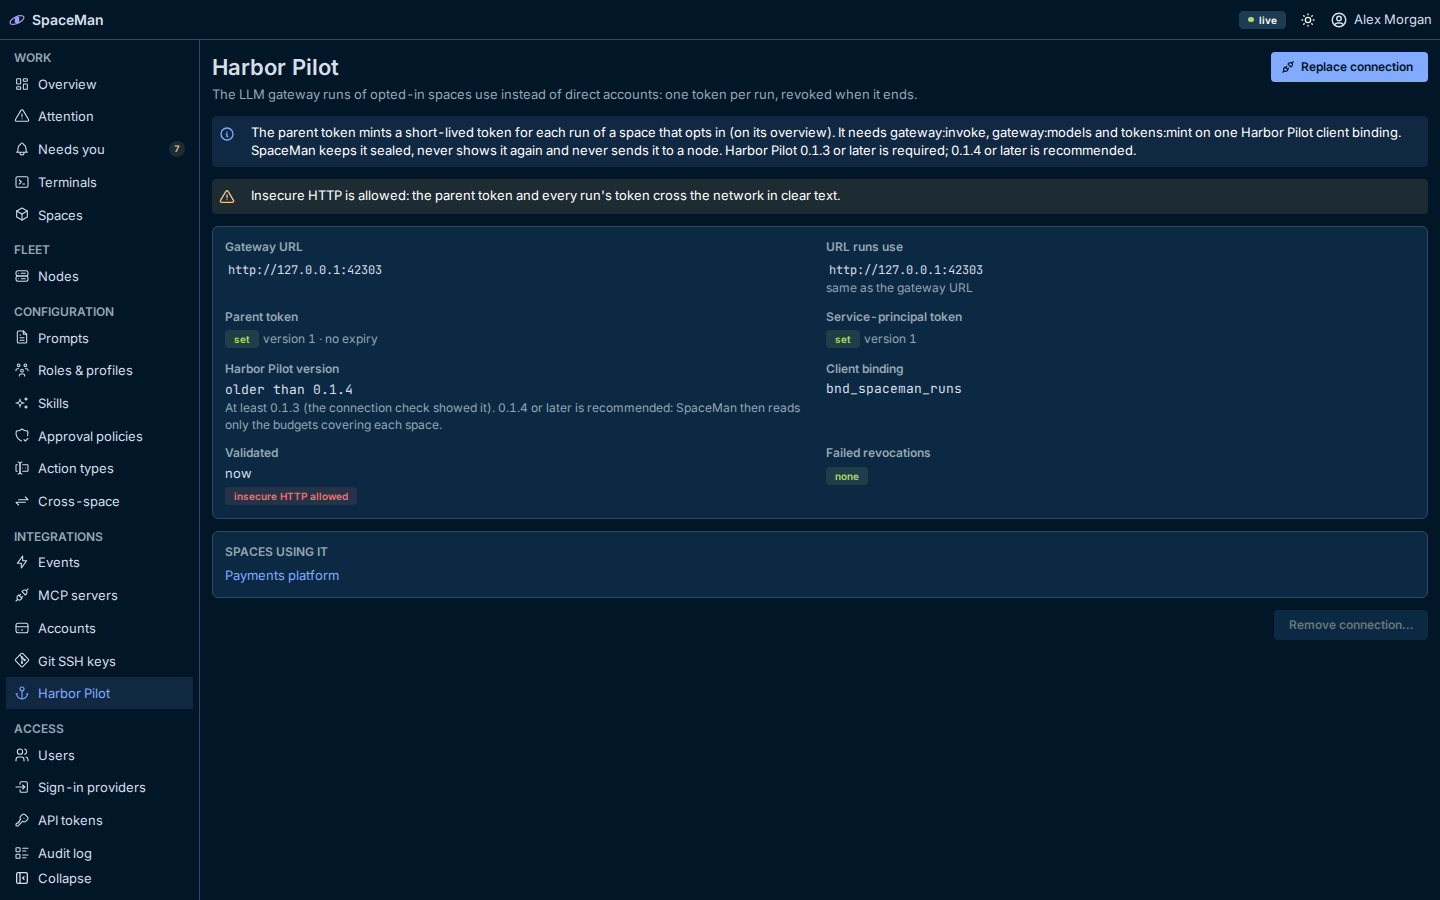 SpaceMan
live
Alex Morgan
WORK
Overview
Attention
Needs you 7
Terminals
Spaces
FLEET
Nodes
CONFIGURATION
Prompts
Roles & profiles
Skills
Approval policies
Action types
Cross-space
INTEGRATIONS
Events
MCP servers
Accounts
Git SSH keys
Harbor Pilot
ACCESS
Users
Sign-in providers
API tokens
Audit log
Collapse
Harbor Pilot
Replace connection
The LLM gateway runs of opted-in spaces use instead of direct accounts: one token per run, revoked when it ends.
The parent token mints a short-lived token for each run of a space that opts in (on its overview). It needs gateway:invoke, gateway:models and tokens:mint on one Harbor Pilot client binding.
SpaceMan keeps it sealed, never shows it again and never sends it to a node. Harbor Pilot 0.1.3 or later is required; 0.1.4 or later is recommended.
Insecure HTTP is allowed: the parent token and every run's token cross the network in clear text.
Gateway URL
http://127.0.0.1:42303
URL runs use
http://127.0.0.1:42303
same as the gateway URL
Parent token
set version 1 · no expiry
Service-principal token
set version 1
Harbor Pilot version
older than 0.1.4
At least 0.1.3 (the connection check showed it). 0.1.4 or later is recommended: SpaceMan then reads
only the budgets covering each space.
Client binding
bnd_spaceman_runs
Validated
now
insecure HTTP allowed
Failed revocations
none
SPACES USING IT
Payments platform
Remove connection...